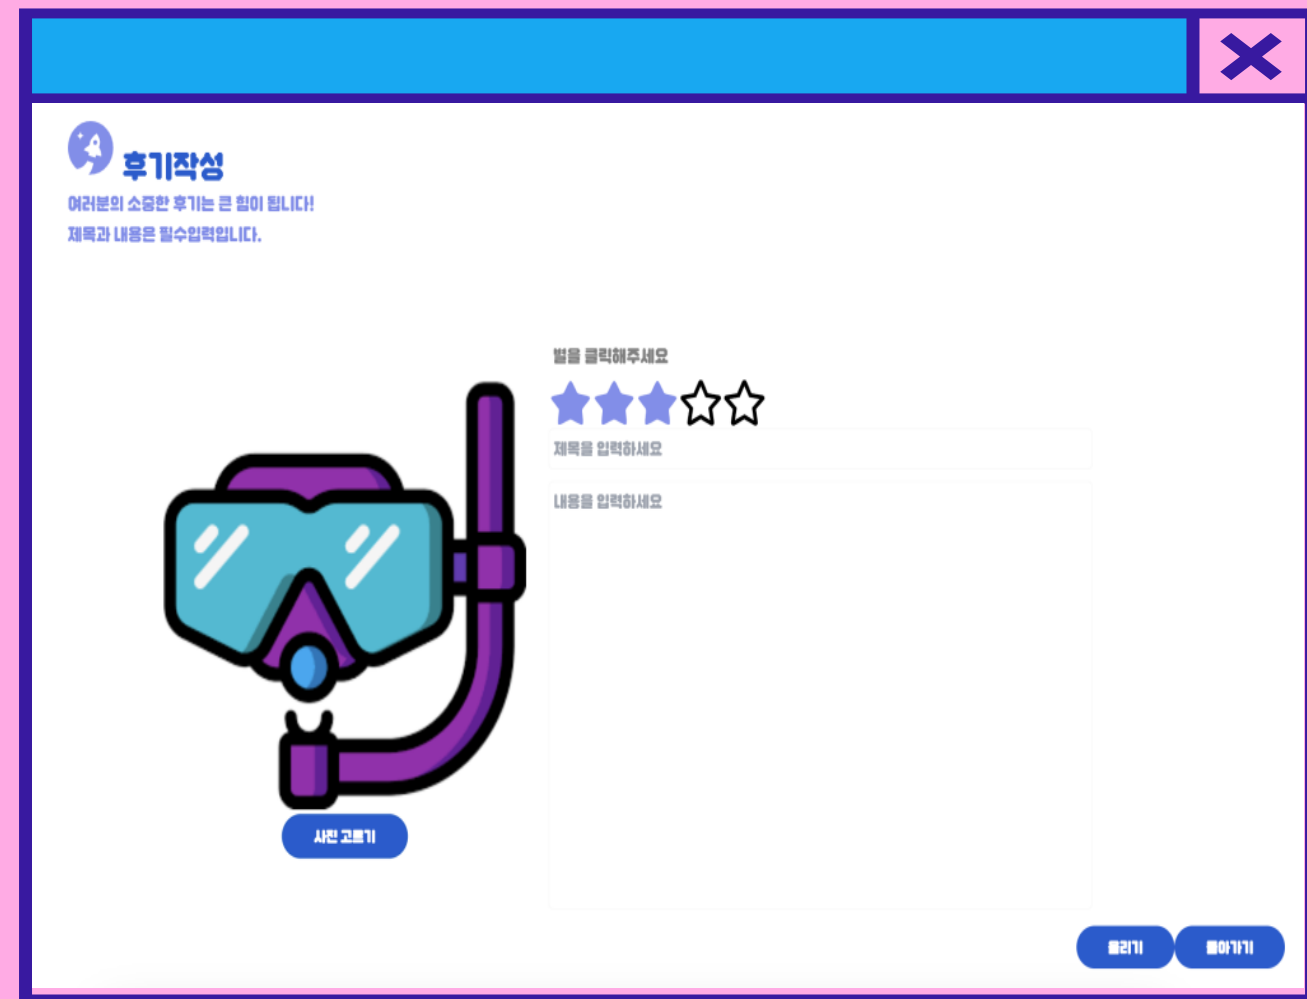 후기작성
여러분의 소중한 후기는 큰 힘이 됩니다!
제목과 내용은 필수입력입니다.
별을 클릭해주세요
제목을 입력하세요
내용을 입력하세요
사진 고르기
올리기
돌아가기